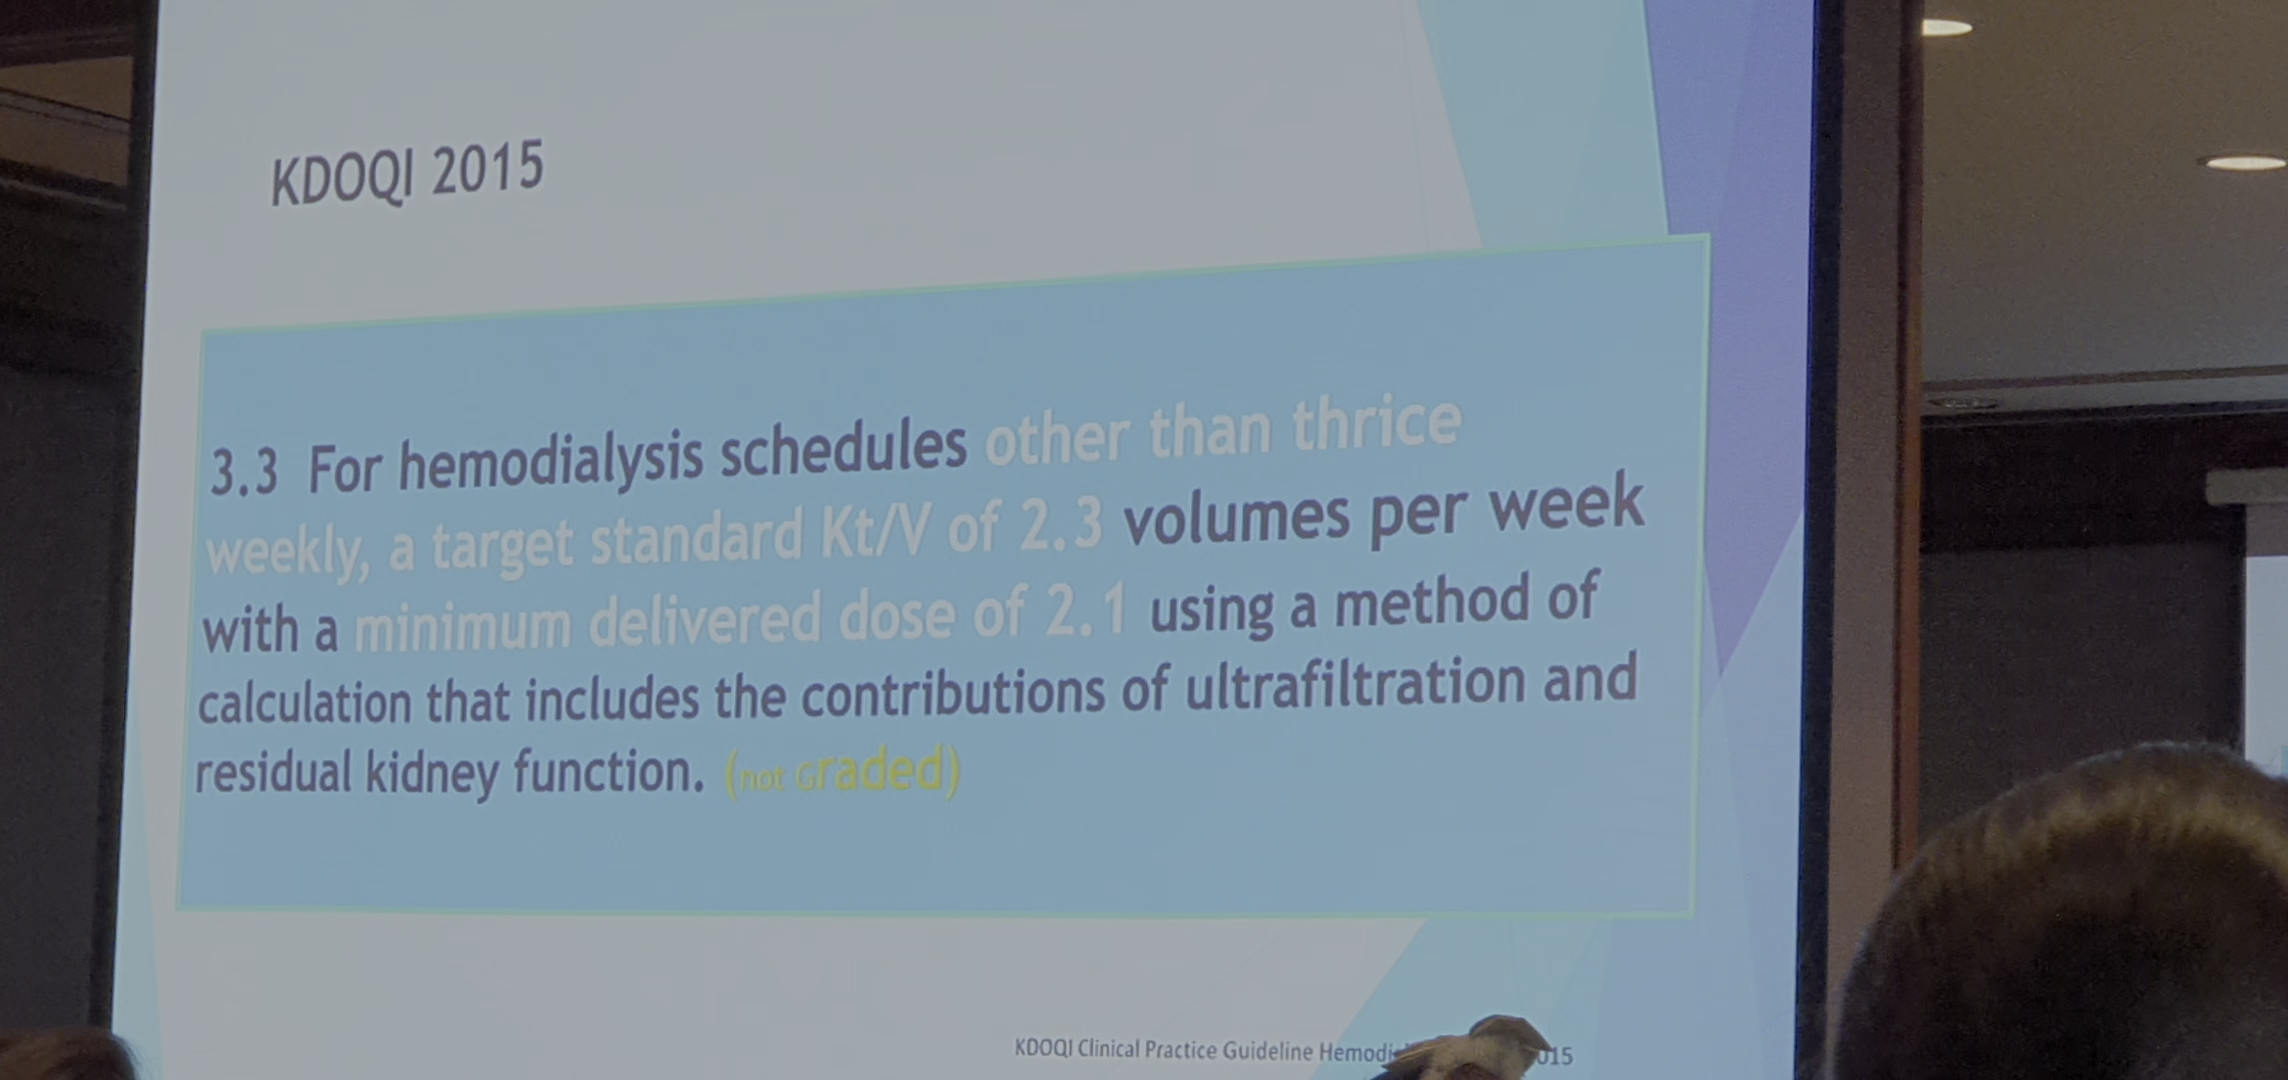 KDOQI 2015
3.3 For hemodialysis schedules other than thrice
weekly, a target standard Kt/V of 2.3 volumes per week
with a minimum delivered dose of 2.1 using a method of
calculation that includes the contributions of ultrafiltration and
residual kidney function. (not Graded)
KDOQI Clinical Practice Guideline Hemodi 015